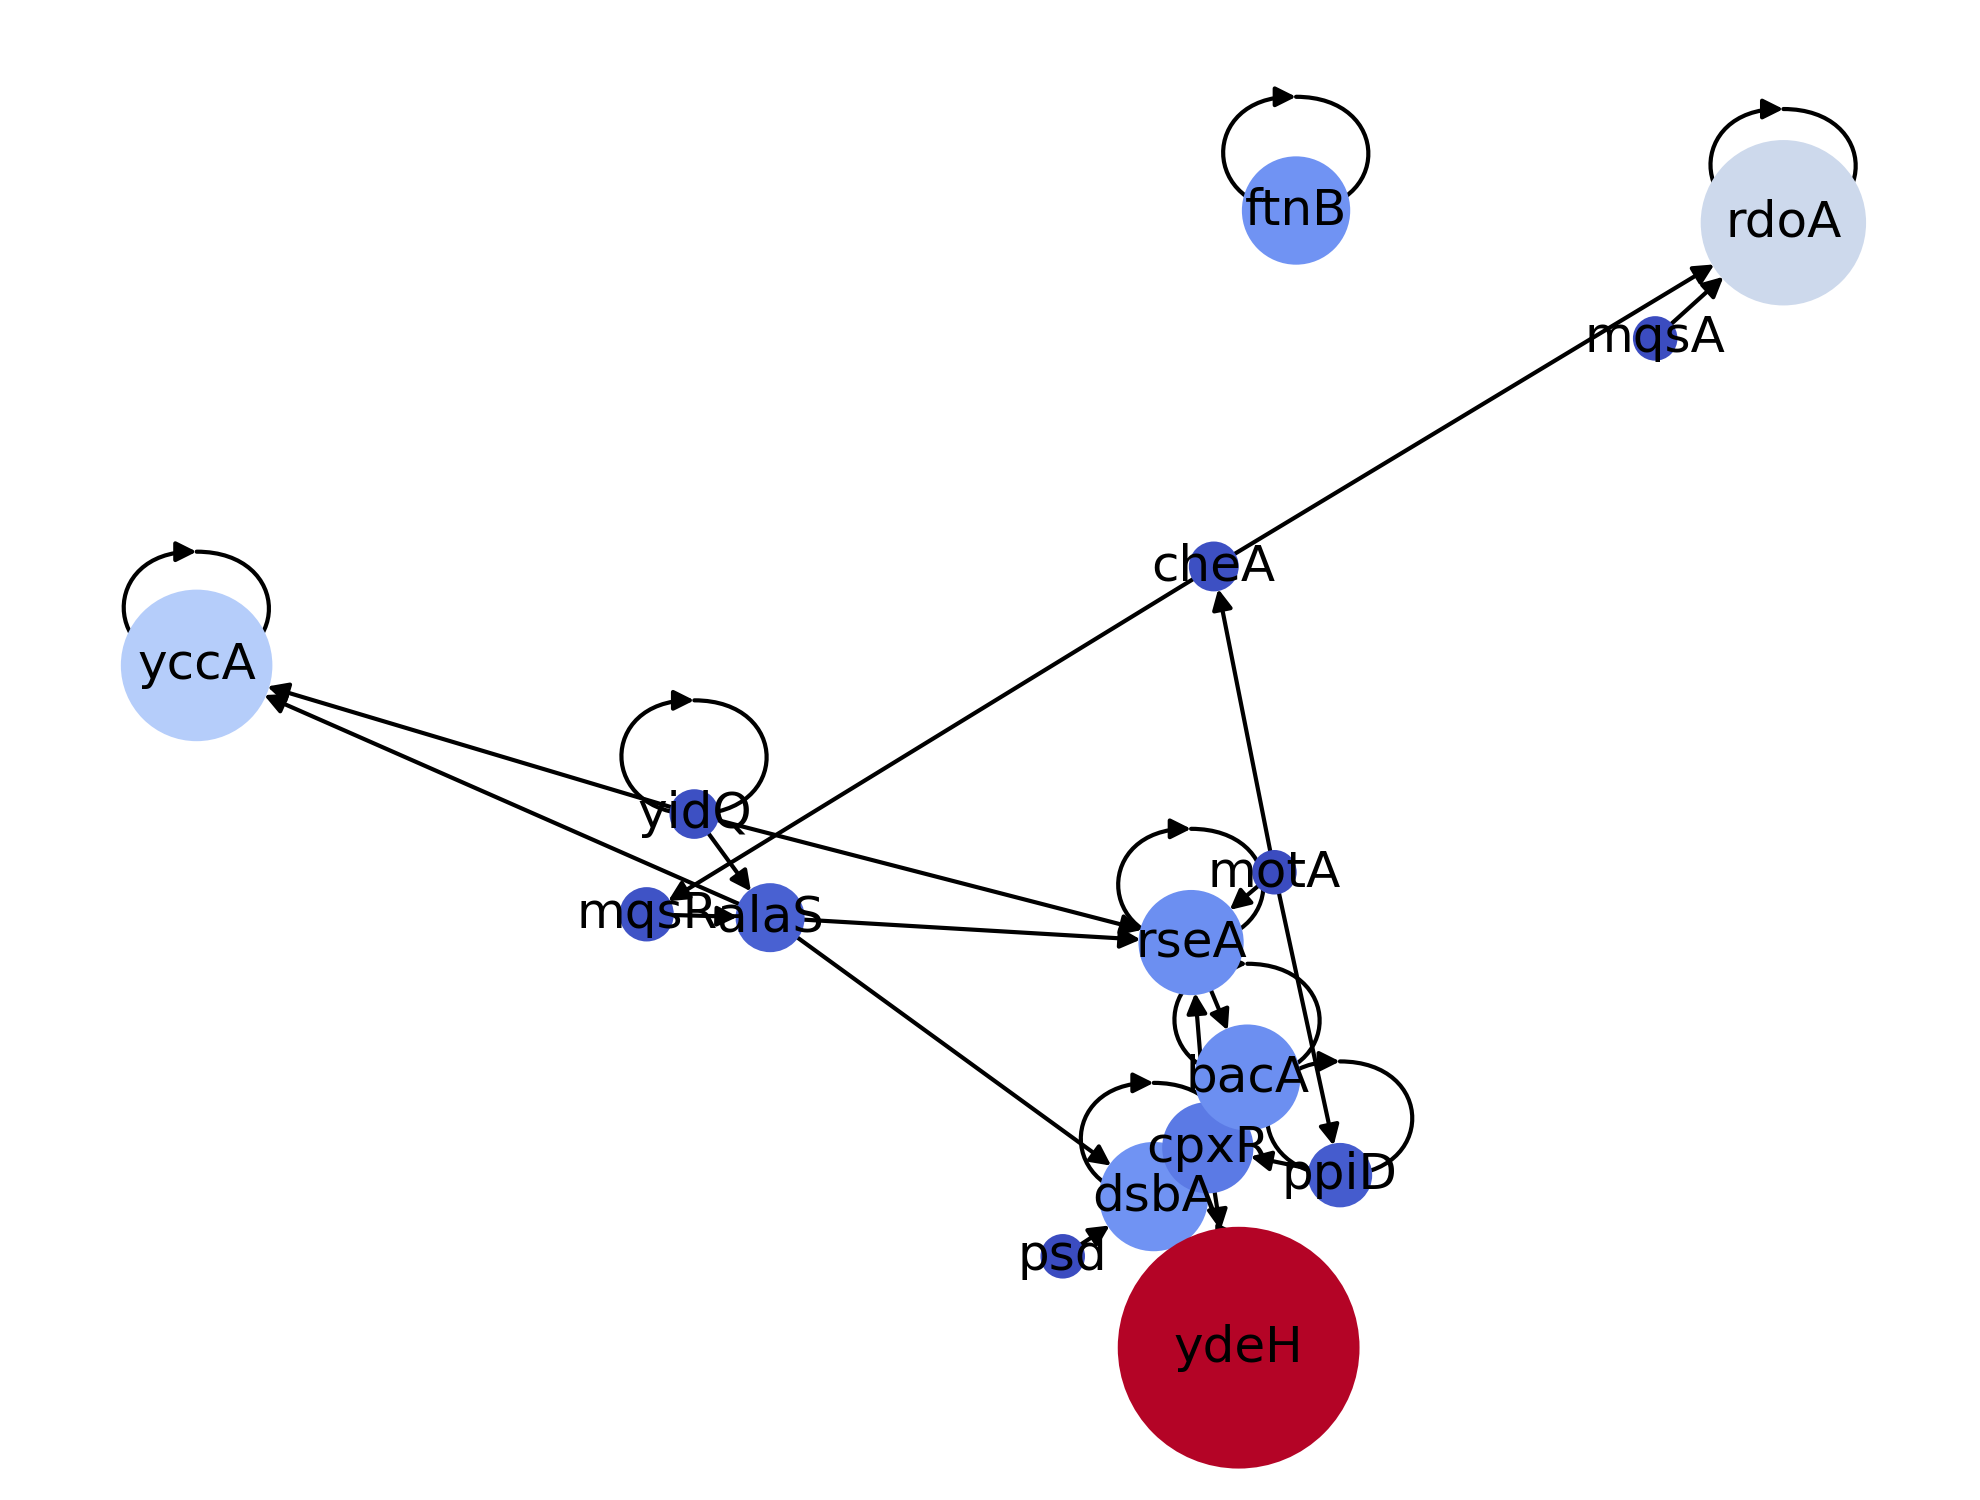 ftnB
rdoA
mqsA
cheA
yccA
yidQ
motA
mqsR
alaS
rseA
bacA
cpxR
ppiD
dsbA
psd
ydeH